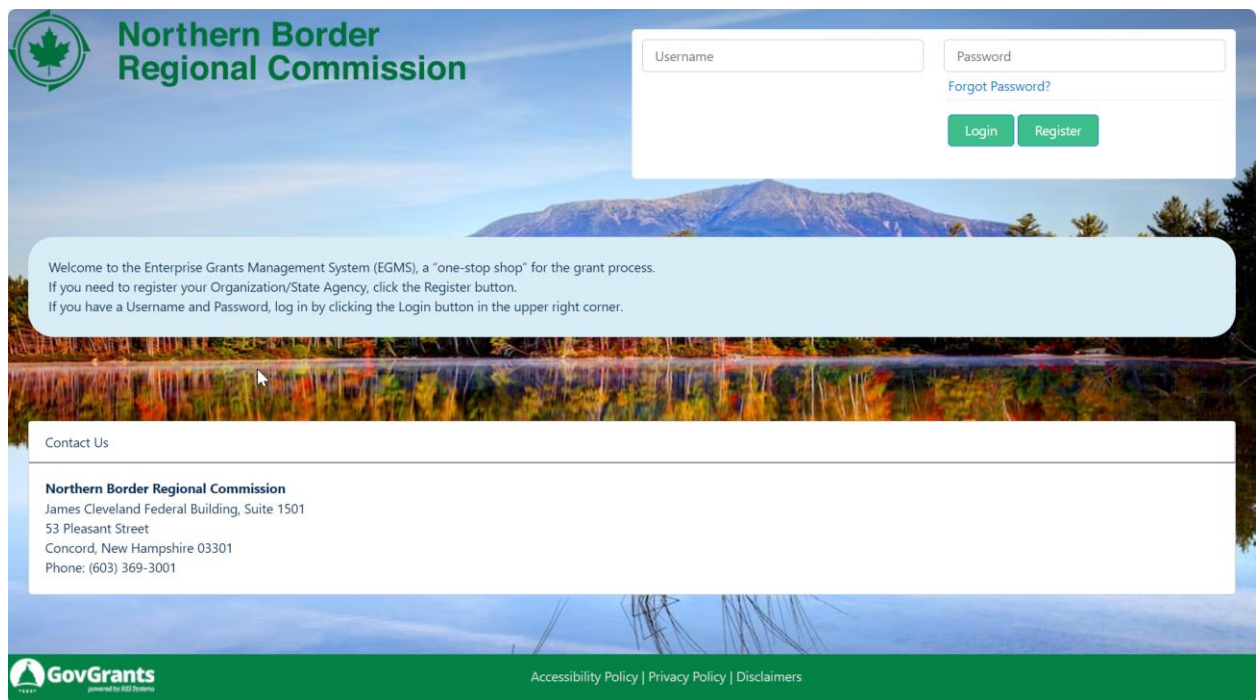 Northern Border
Regional Commission
Username
Password
Forgot Password?
Login
Register
Welcome to the Enterprise Grants Management System (EGMS), a “one-stop shop” for the grant process.
If you need to register your Organization/State Agency, click the Register button.
If you have a Username and Password, log in by clicking the Login button in the upper right corner.
Contact Us
Northern Border Regional Commission
James Cleveland Federal Building, Suite 1501
53 Pleasant Street
Concord, New Hampshire 03301
Phone: (603) 369-3001
GovGrants
powered by REI Systems
Accessibility Policy | Privacy Policy | Disclaimers